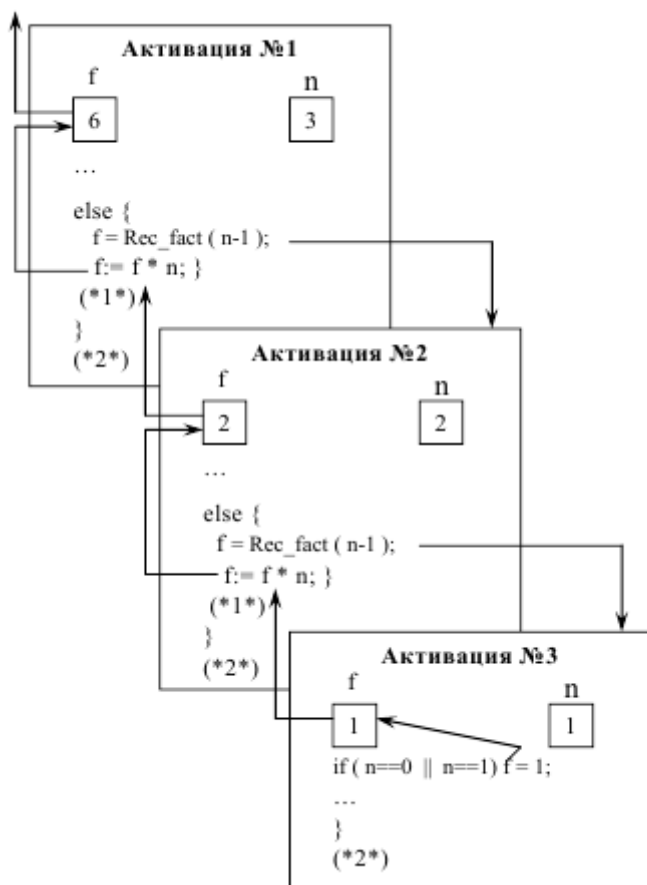 Активация №1
f n
6 3
...
else {
f = Rec_fact ( n-1 );
f:= f * n; }
(*1*)
}
(*2*)
Активация №2
f n
2 2
...
else {
f = Rec_fact ( n-1 );
f:= f * n; }
(*1*)
}
(*2*)
Активация №3
f n
1 1
if ( n==0 || n==1) f = 1;
...
}
(*2*)